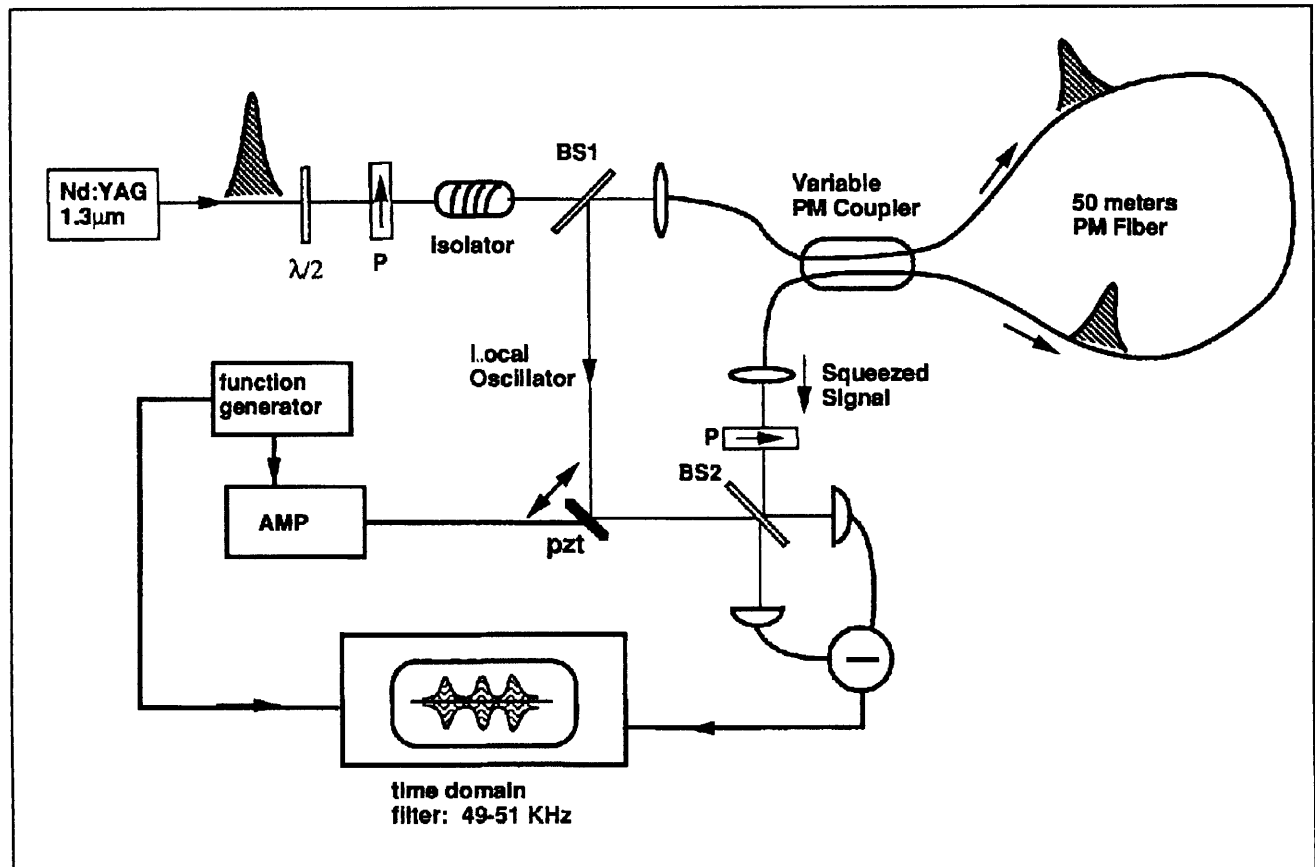 Nd:YAG
1.3μm
λ/2
P
Isolator
BS1
Variable
PM Coupler
50 meters
PM Fiber
Local
Oscillator
Squeezed
Signal
P
BS2
function
generator
AMP
pzt
−
time domain
filter: 49-51 KHz